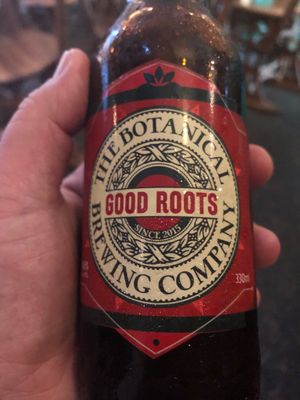 THE BOTANICAL
GOOD ROOTS
SINCE 2015
BREWING COMPANY
330ml